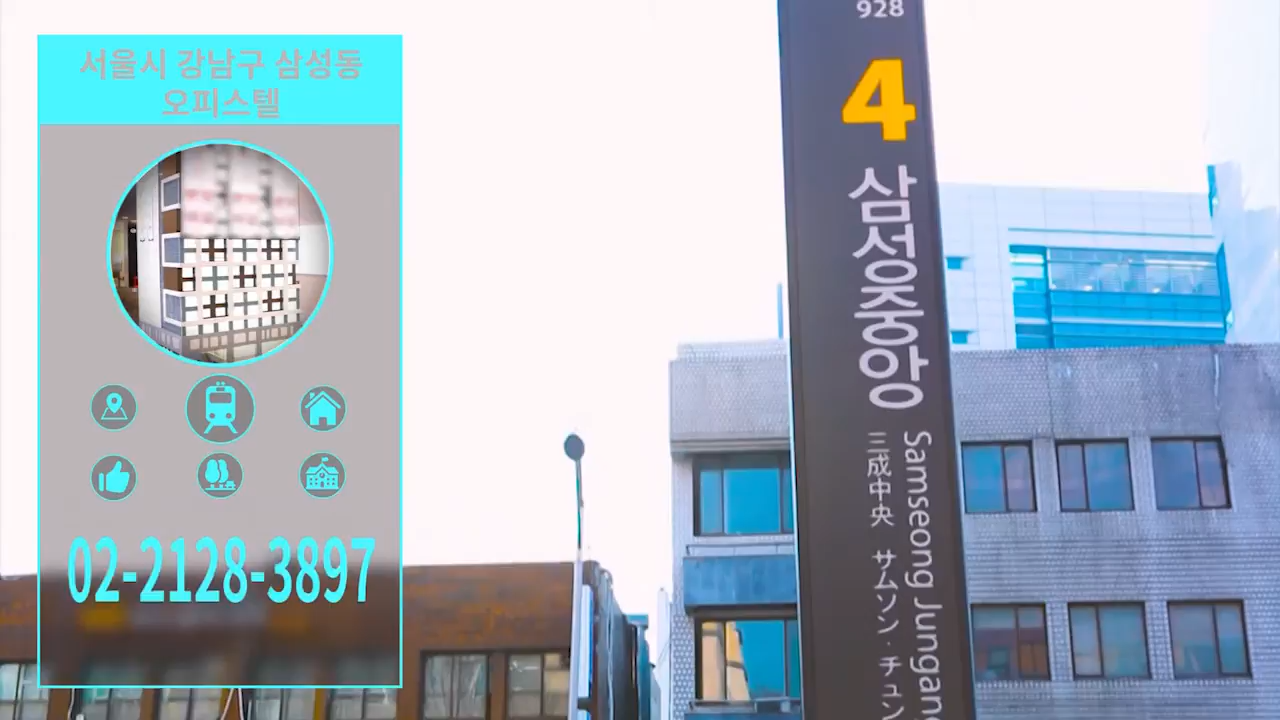 서울시 강남구 삼성동
오피스텔
02-2128-3897
928
4
삼성중앙
Samseong Jungang
三成中央 サムソン·チュン